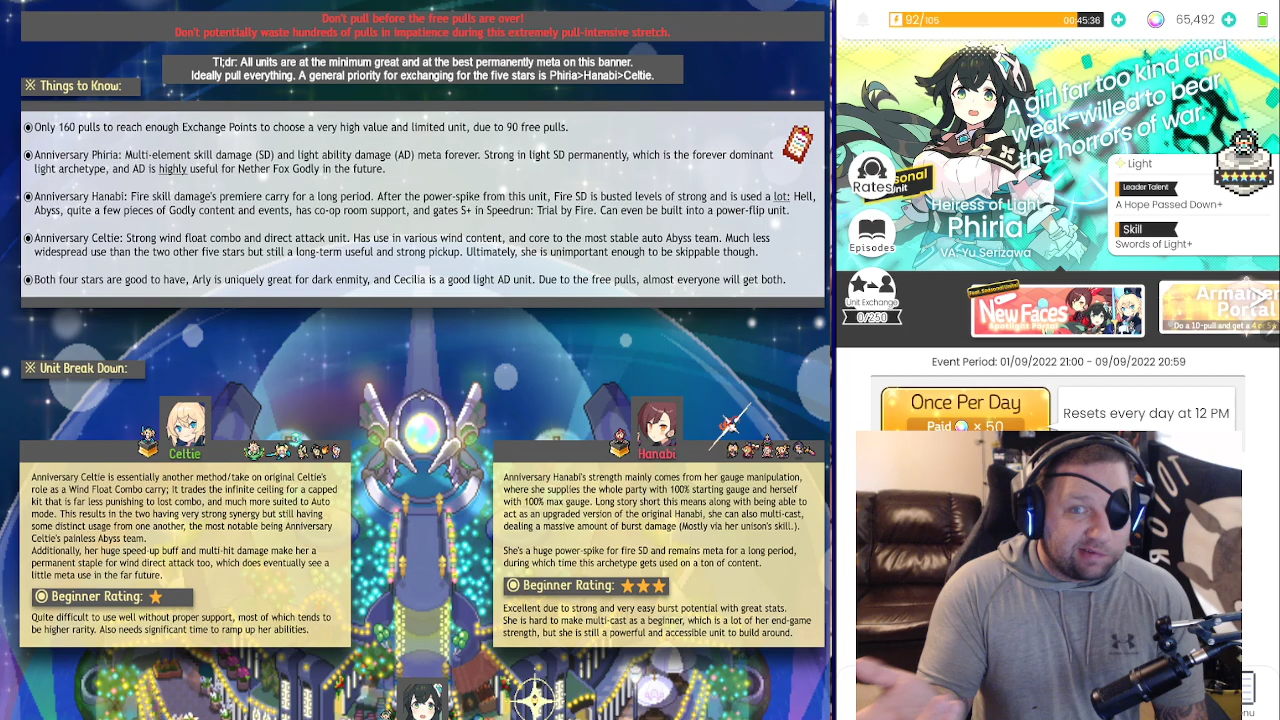 Don't pull before the free pulls are over!
Don't potentially waste hundreds of pulls in impatience during this extremely pull-intensive stretch.
Tl;dr: All units are at the minimum great and at the best permenantly meta on this banner.
Ideally pull everything. A general priority for exchanging for the five stars is Phiria>Hanabi>Celtie.
※ Things to Know:
Only 160 pulls to reach enough Exchange Points to choose a very high value and limited unit, due to 90 free pulls.
Anniversary Phiria: Multi-element skill damage (SD) and light ability damage (AD) meta forever. Strong in light SD permanently, which is the forever dominant
light archetype, and AD is highly useful in Nether Fox Godly in the future.
Anniversary Hanabi: Fire skill damage's premier carry for a long period. After the power-spike from this unit Fire SD is busted levels of strong and is used a lot: Hell,
Abyss, quite a few pieces of Godly content and even as a common support, and gates S+ in Speedrun: Trial by Fire. Can even be built into a power-flip unit.
Anniversary Celtie: Strong wind float combo and direct attack unit. Has use in various wind content, and core to the most stable auto Abyss team. Much less
widespread use than the two other five stars, but still a quite useful and strong pickup. Ultimately, she is unimportant enough to be skippable though.
Both four stars are good to have. Arly is uniquely great in dark enmity, and Cecilia is a good light AD unit. Due to the free pulls, almost everyone will get both.
※ Unit Break Down:
Celtie
Anniversary Celtie is essentially another method/take on original Celtie's
role as a Wind Float Combo carry; It trades the infinite ceiling for a capped
kit that is far less punishing to lost combo, and much more suited to Auto
mode. This results in the two having very strong synergy but still having
some distinct usage from one another, the most notable being Anniversary
Celtie's painless Abyss team.
Additionally, her huge speed-up buff and multi-hit damage make her a
permanent staple for wind direct attack too, which does eventually see a
little meta use in the far future.
Beginner Rating: ★
Quite difficult to use well without proper support, most of which tends to
be higher rarity. Also needs significant time to ramp up her abilities.
Hanabi
Hanabi's strength mainly comes from her gauge manipulation,
where she supplies the whole party with 100% starting gauge and herself
with 100% max gauge. Long story short this means along with being able to
act as an upgraded version of the original Hanabi, she can also multi-cast,
dealing a massive amount of burst damage (Mostly via her unison's skill.).
She's a huge power-spike for fire SD and remains meta for a long period,
during which time this archetype gets used on a ton of content.
Beginner Rating: ★★★
Excellent due to strong and very easy burst potential with great stats.
She is hard to make multi-cast as a beginner, which is a lot of her end-game
strength, but she is still a powerful and accessible unit to build around.
92/105
00:45:36
65,492
A girl far too kind and
weak-willed to bear
the horrors of war.
Rates
Light
Leader Talent
A Hope Passed Down+
Skill
Swords of Light+
Heiress of Light
Phiria
VA: Yu Serizawa
Episodes
Unit Exchange
0/250
New Faces
Spotlight Portal
Portal
Do a 10-pull and get a 4
Event Period: 01/09/2022 21:00 - 09/09/2022 20:59
Once Per Day
Paid × 50
Resets every day at 12 PM
UNDER ARMOUR